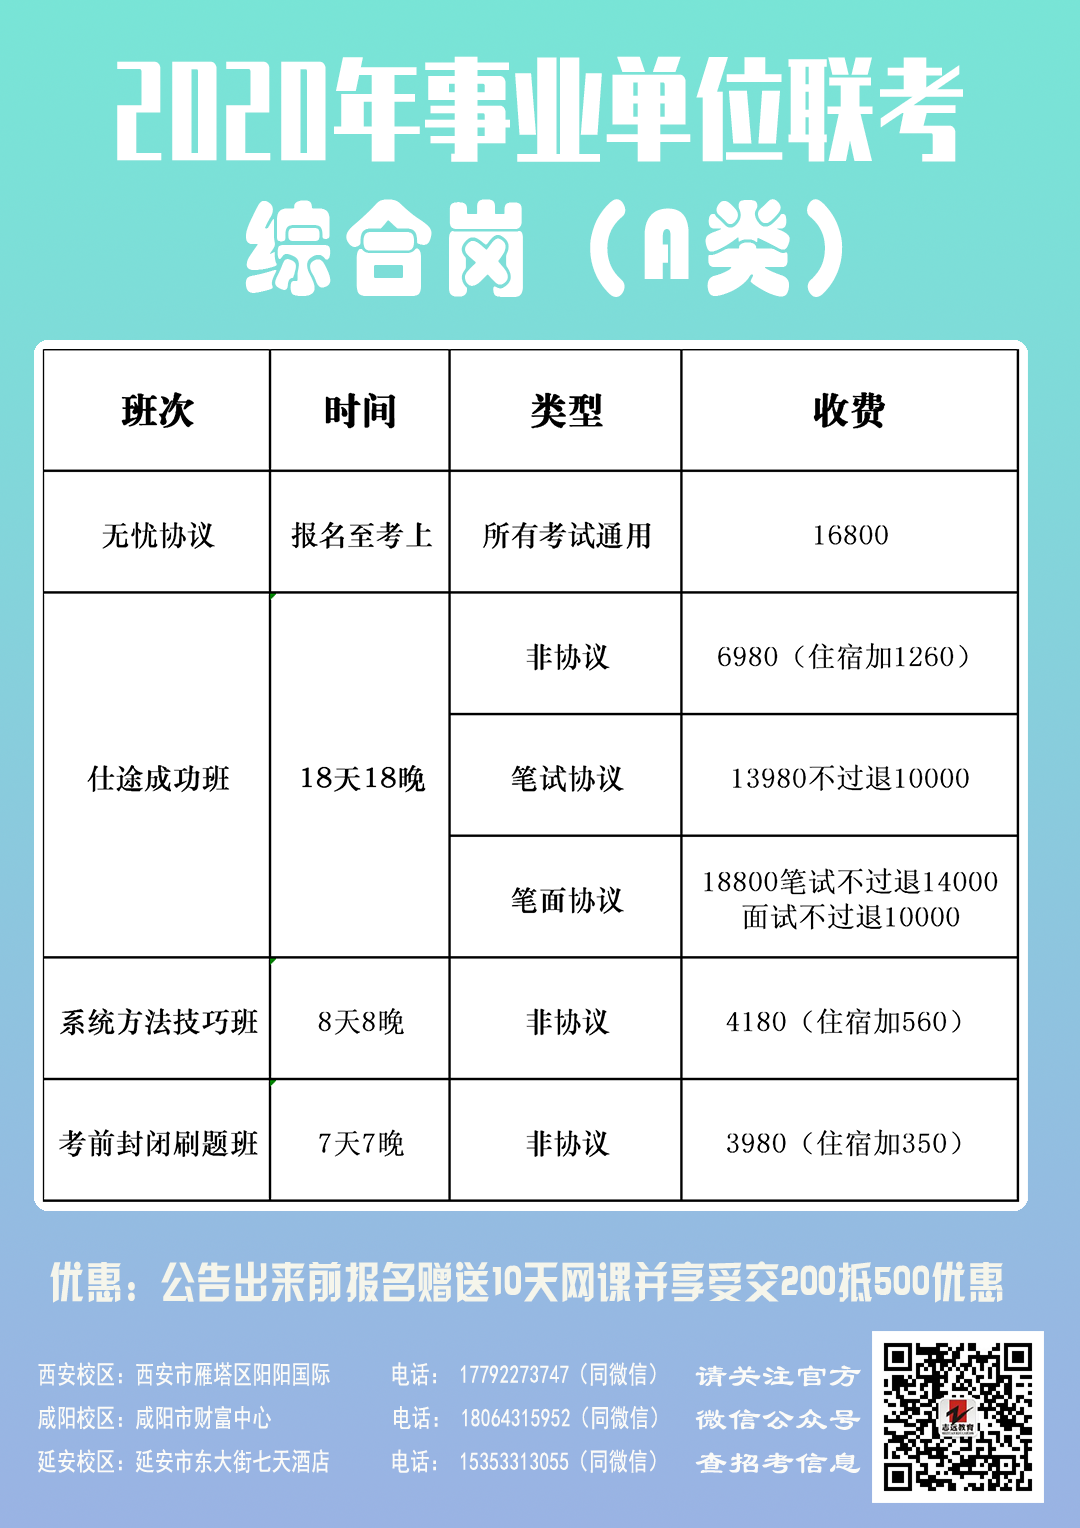 2020年事业单位联考
综合岗（A类）
班次 时间 类型 收费
无忧协议 报名至考上 所有考试通用 16800
非协议 6980（住宿加1260）
仕途成功班 18天18晚 笔试协议 13980不过退10000
笔面协议 18800笔试不过退14000
面试不过退10000
系统方法技巧班 8天8晚 非协议 4180（住宿加560）
考前封闭刷题班 7天7晚 非协议 3980（住宿加350）
优惠：公告出来前报名赠送10天网课并享受交200抵500优惠
西安校区：西安市雁塔区阳阳国际 电话： 17792273747（同微信） 请关注官方
咸阳校区：咸阳市财富中心 电话： 18064315952（同微信） 微信公众号
延安校区：延安市东大街七天酒店 电话： 15353313055（同微信） 查招考信息
志远教育